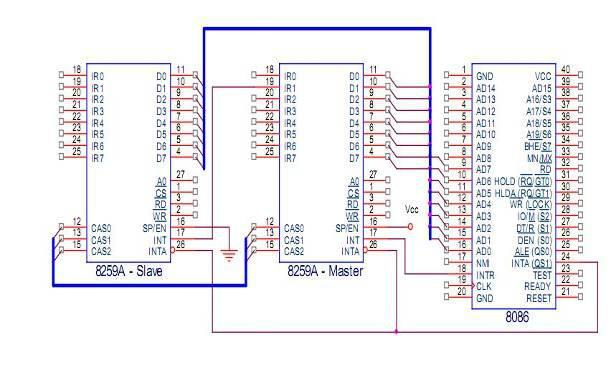 18 IR0 D0 11
19 IR1 D1 10
20 IR2 D2 9
21 IR3 D3 8
22 IR4 D4 7
23 IR5 D5 6
24 IR6 D6 5
25 IR7 D7 4
A0 27
CS 1
RD 3
WR 2
12 CAS0 SP/EN 16
13 CAS1 INT 17
15 CAS2 INTA 26
8259A - Slave
18 IR0 D0 11
19 IR1 D1 10
20 IR2 D2 9
21 IR3 D3 8
22 IR4 D4 7
23 IR5 D5 6
24 IR6 D6 5
25 IR7 D7 4
A0 27
CS 1
RD 3
WR 2
12 CAS0 SP/EN 16
13 CAS1 INT 17
15 CAS2 INTA 26
8259A - Master
Vcc
1 GND VCC 40
2 AD14 AD15 39
3 AD13 A16/S3 38
4 AD12 A17/S4 37
5 AD11 A18/S5 36
6 AD10 A19/S6 35
7 AD9 BHE/S7 34
8 AD8 MN/MX 33
9 AD7 RD 32
10 AD6 HOLD (RQ/GT0) 31
11 AD5 HLDA (RQ/GT1) 30
12 AD4 WR (LOCK) 29
13 AD3 IO/M (S2) 28
14 AD2 DT/R (S1) 27
15 AD1 DEN (S0) 26
16 AD0 ALE (QS0) 25
17 NMI INTA (QS1) 24
18 INTR TEST 23
19 CLK READY 22
20 GND RESET 21
8086